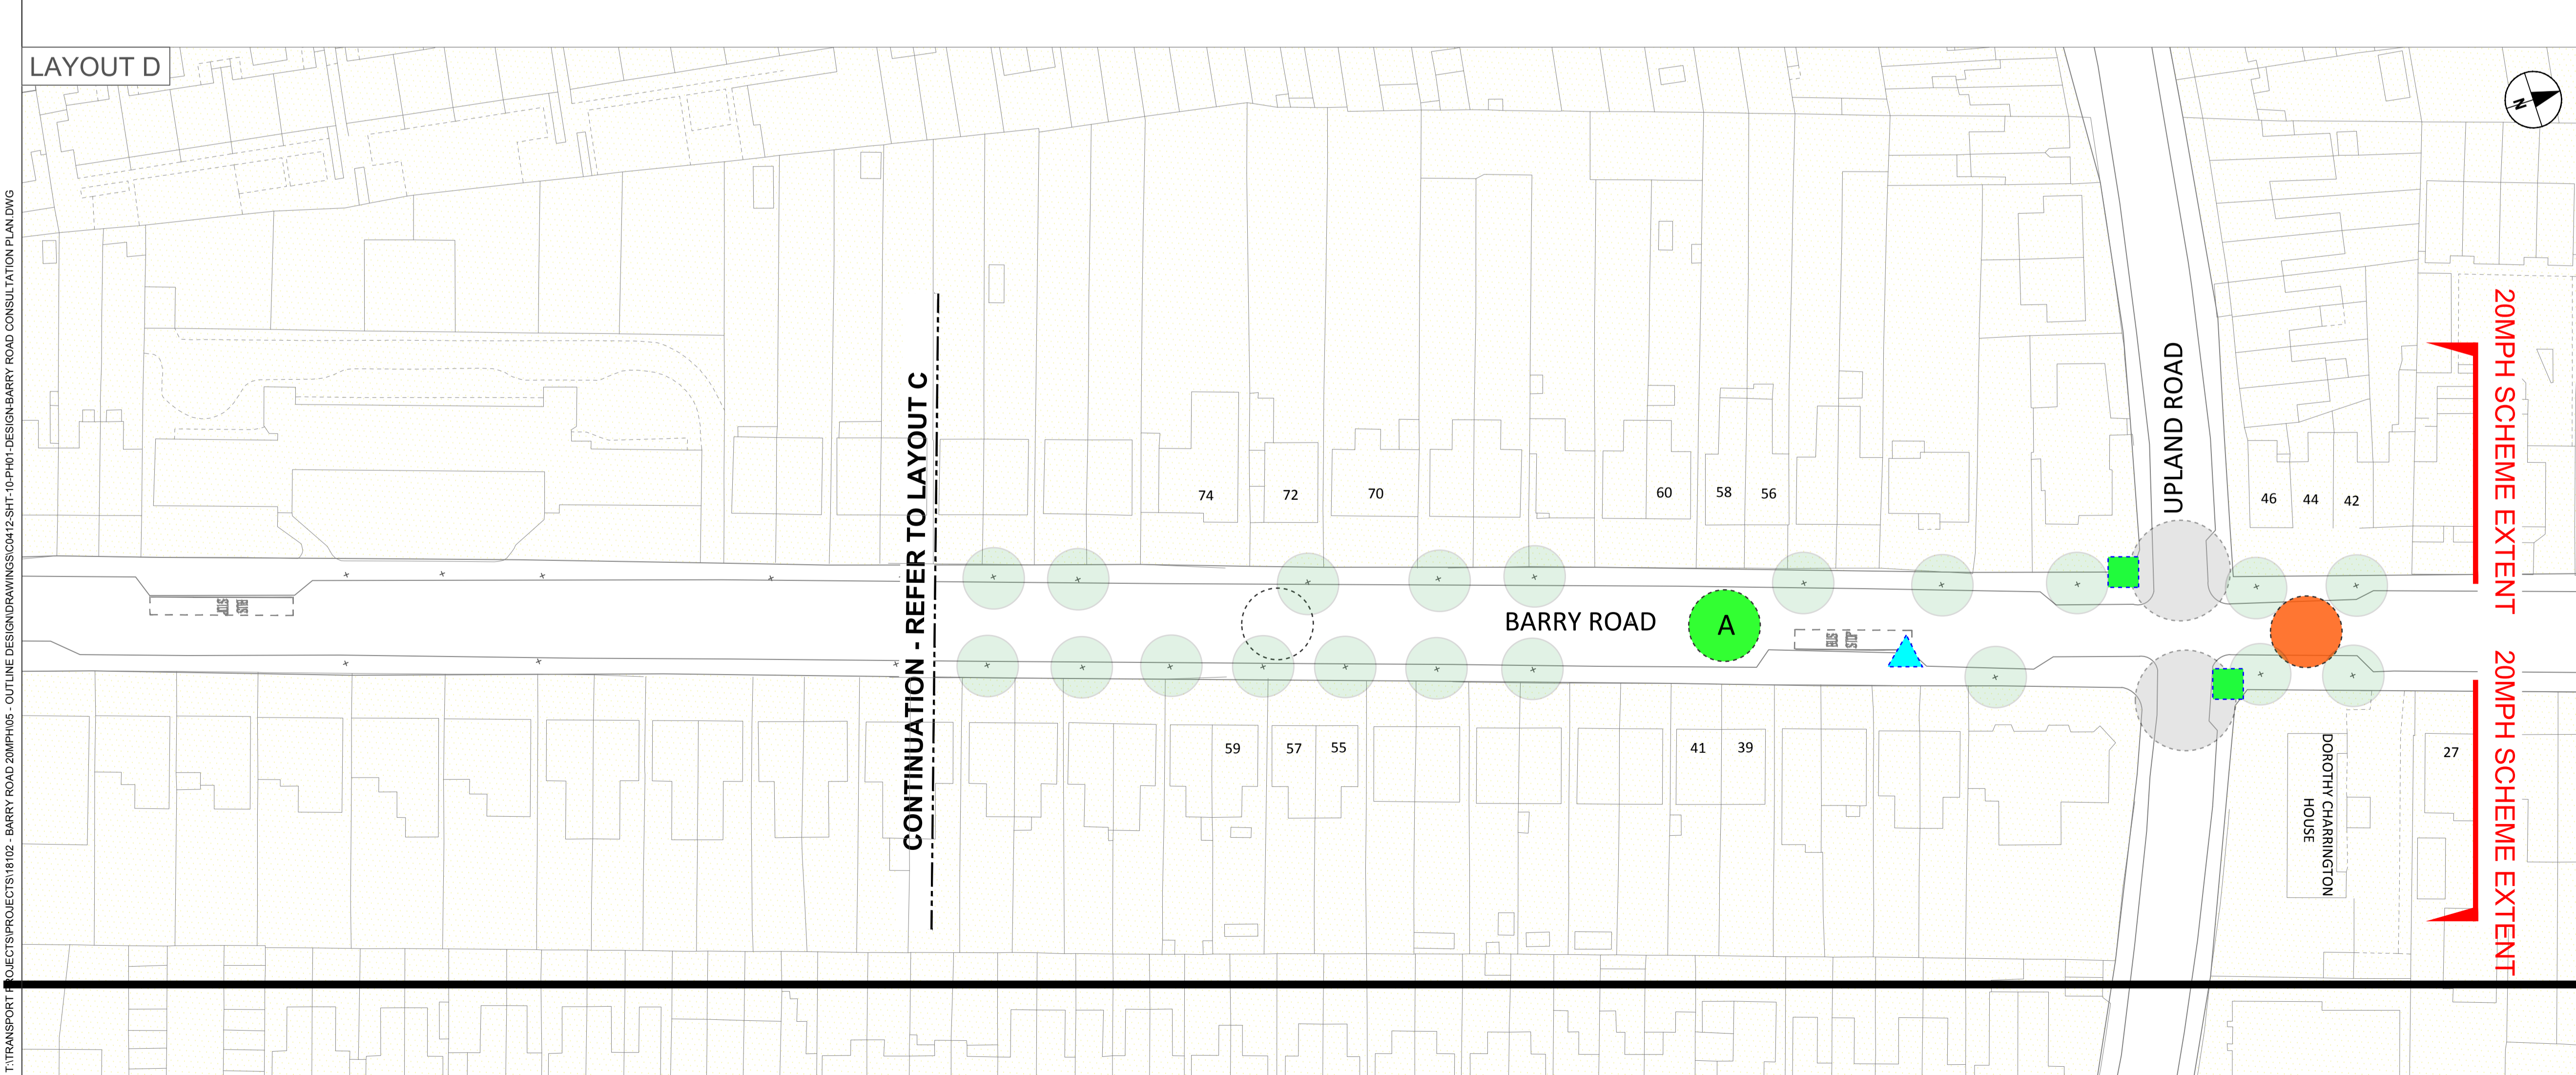 LAYOUT D
N
T:\TRANSPORT PROJECTS\PROJECTS\18102 - BARRY ROAD 20MPH\05 - OUTLINE DESIGN\DRAWINGS\C0412-SHT-10-PH01-DESIGN-BARRY ROAD CONSULTATION PLAN.DWG
CONTINUATION - REFER TO LAYOUT C
UPLAND ROAD
20MPH SCHEME EXTENT
74
72
70
60
58
56
46
44
42
BUS
STOP
BARRY ROAD
A
BUS
STOP
20MPH SCHEME EXTENT
59
57
55
41
39
DOROTHY CHARRINGTON
HOUSE
27